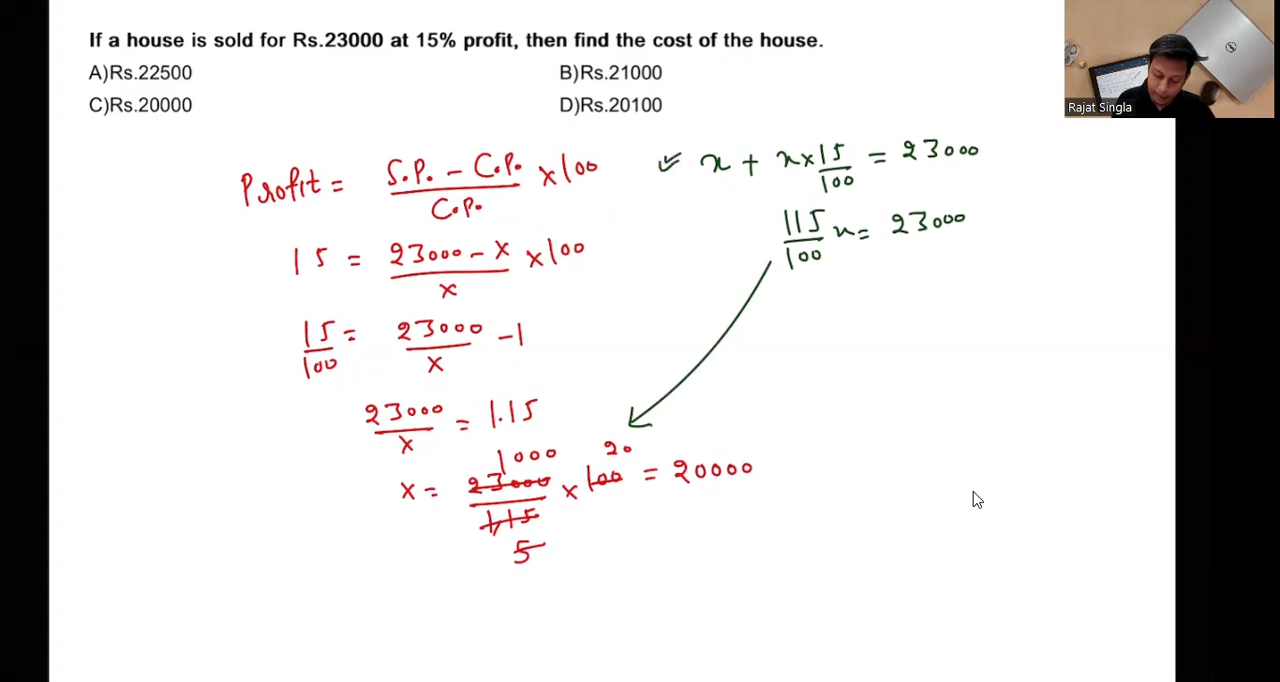 If a house is sold for Rs.23000 at 15% profit, then find the cost of the house.
A)Rs.22500 B)Rs.21000
C)Rs.20000 D)Rs.20100
Rajat Singla
Profit = S.P. - C.P. / C.P. x 100
15 = 23000 - x / x x 100
15/100 = 23000/x - 1
23000/x = 1.15
x = 23000/115 x 100 = 20000
1000
20
5
x + x x 15/100 = 23000
115/100 x = 23000